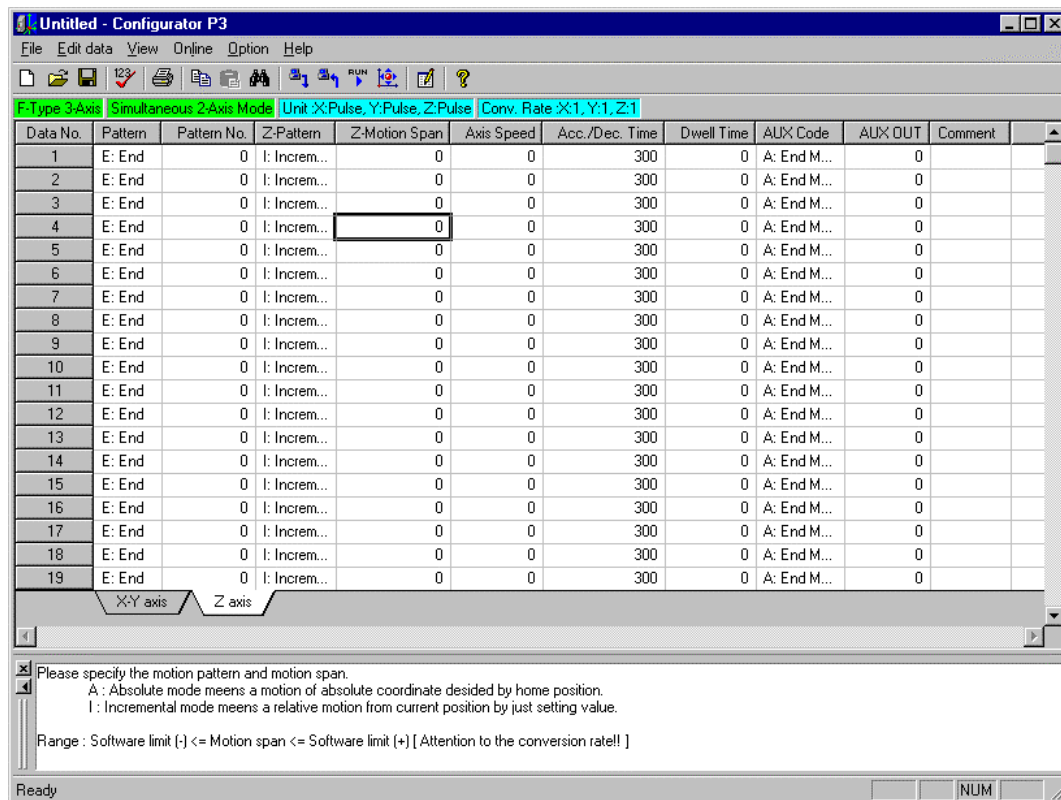 Untitled - Configurator P3
File Edit data View Online Option Help
123 RUN
F-Type 3-Axis Simultaneous 2-Axis Mode Unit :X:Pulse, Y:Pulse, Z:Pulse Conv. Rate :X:1, Y:1, Z:1
Data No. Pattern Pattern No. Z-Pattern Z-Motion Span Axis Speed Acc./Dec. Time Dwell Time AUX Code AUX OUT Comment
1 E: End 0 I: Increm... 0 0 300 0 A: End M... 0
2 E: End 0 I: Increm... 0 0 300 0 A: End M... 0
3 E: End 0 I: Increm... 0 0 300 0 A: End M... 0
4 E: End 0 I: Increm... 0 0 300 0 A: End M... 0
5 E: End 0 I: Increm... 0 0 300 0 A: End M... 0
6 E: End 0 I: Increm... 0 0 300 0 A: End M... 0
7 E: End 0 I: Increm... 0 0 300 0 A: End M... 0
8 E: End 0 I: Increm... 0 0 300 0 A: End M... 0
9 E: End 0 I: Increm... 0 0 300 0 A: End M... 0
10 E: End 0 I: Increm... 0 0 300 0 A: End M... 0
11 E: End 0 I: Increm... 0 0 300 0 A: End M... 0
12 E: End 0 I: Increm... 0 0 300 0 A: End M... 0
13 E: End 0 I: Increm... 0 0 300 0 A: End M... 0
14 E: End 0 I: Increm... 0 0 300 0 A: End M... 0
15 E: End 0 I: Increm... 0 0 300 0 A: End M... 0
16 E: End 0 I: Increm... 0 0 300 0 A: End M... 0
17 E: End 0 I: Increm... 0 0 300 0 A: End M... 0
18 E: End 0 I: Increm... 0 0 300 0 A: End M... 0
19 E: End 0 I: Increm... 0 0 300 0 A: End M... 0
X-Y axis Z axis
Please specify the motion pattern and motion span.
A : Absolute mode meens a motion of absolute coordinate desided by home position.
I : Incremental mode meens a relative motion from current position by just setting value.
Range : Software limit (-) <= Motion span <= Software limit (+) [ Attention to the conversion rate!! ]
Ready NUM